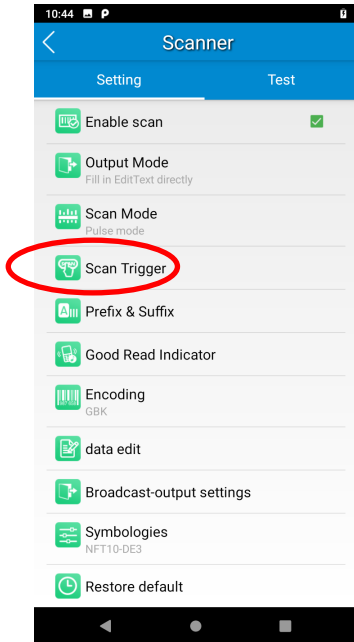 10:44
Scanner
Setting
Test
Enable scan
Output Mode
Fill in EditText directly
Scan Mode
Pulse mode
Scan Trigger
Prefix & Suffix
Good Read Indicator
Encoding
GBK
data edit
Broadcast-output settings
Symbologies
NFT10-DE3
Restore default